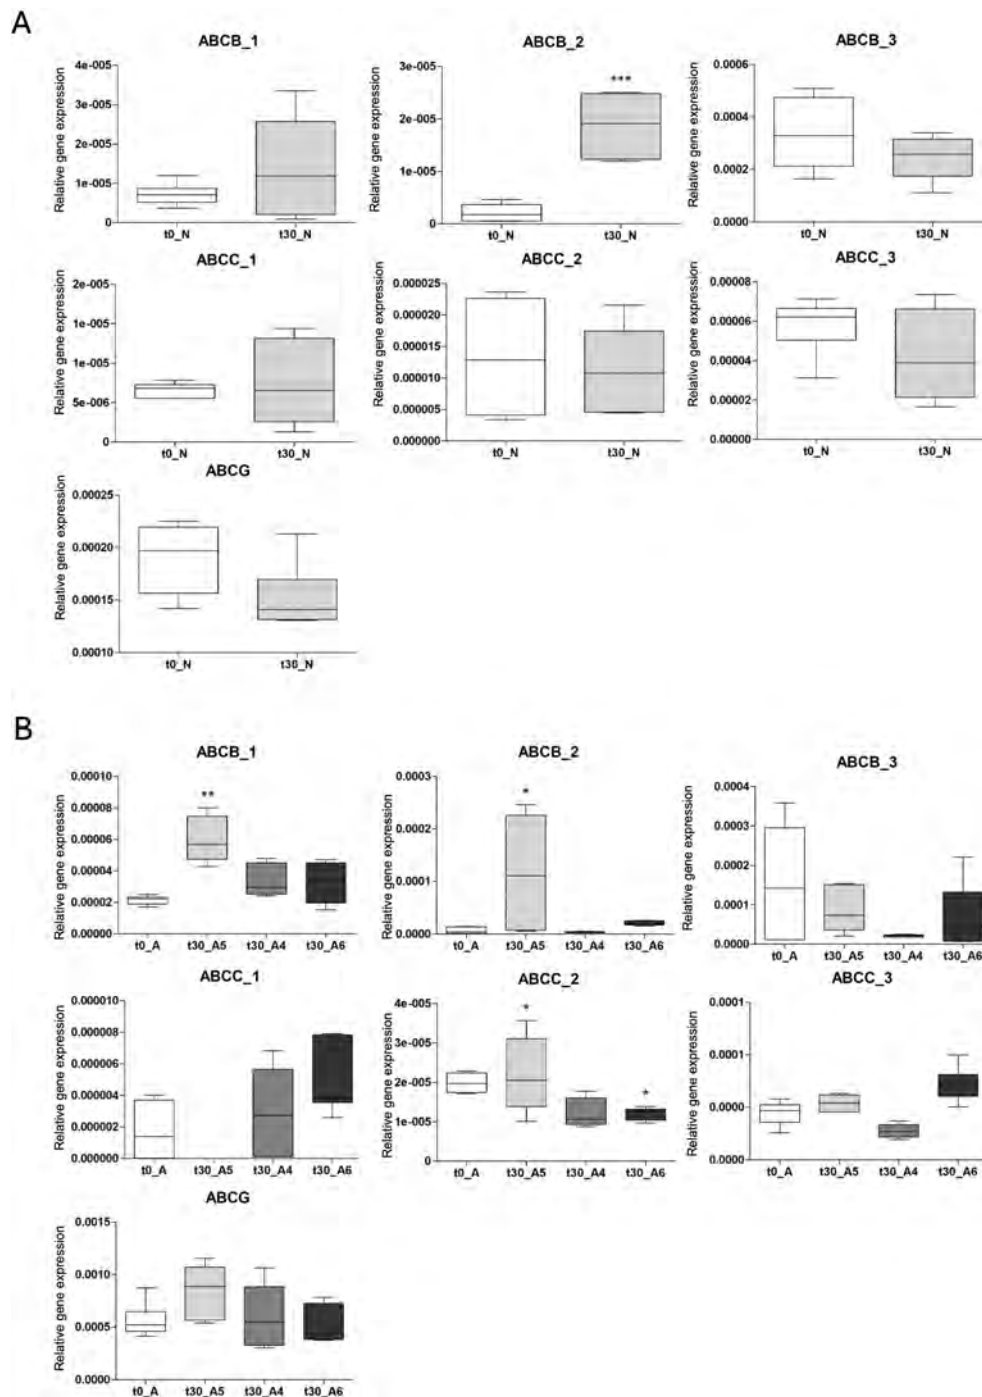 A
ABCB_1
Relative gene expression
4e-005
4e-005
2e-005
1e-005
0
t0_N
t30_N
ABCB_2
Relative gene expression
3e-005
2e-005
1e-005
0
***
t0_N
t30_N
ABCB_3
Relative gene expression
0.0006
0.0004
0.0002
0.0000
t0_N
t30_N
ABCC_1
Relative gene expression
2e-005
1e-005
1e-005
5e-006
0
t0_N
t30_N
ABCC_2
Relative gene expression
0.000025
0.000020
0.000015
0.000010
0.000005
0.000000
t0_N
t30_N
ABCC_3
Relative gene expression
0.00008
0.00006
0.00004
0.00002
0.00000
t0_N
t30_N
ABCG
Relative gene expression
0.00025
0.00020
0.00015
0.00010
t0_N
t30_N
B
ABCB_1
Relative gene expression
0.00010
0.00008
0.00006
0.00004
0.00002
0.00000
**
t0_A
t30_A5
t30_A4
t30_A6
ABCB_2
Relative gene expression
0.0003
0.0002
0.0001
0.0000
*
t0_A
t30_A5
t30_A4
t30_A6
ABCB_3
Relative gene expression
0.0004
0.0003
0.0002
0.0001
0.0000
t0_A
t30_A5
t30_A4
t30_A6
ABCC_1
Relative gene expression
0.000010
0.000008
0.000006
0.000004
0.000002
0.000000
t0_A
t30_A5
t30_A4
t30_A6
ABCC_2
Relative gene expression
4e-005
3e-005
2e-005
1e-005
0
*
*
t0_A
t30_A5
t30_A4
t30_A6
ABCC_3
Relative gene expression
0.0001
0.0001
0.0000
0.0000
t0_A
t30_A5
t30_A4
t30_A6
ABCG
Relative gene expression
0.0015
0.0010
0.0005
0.0000
t0_A
t30_A5
t30_A4
t30_A6